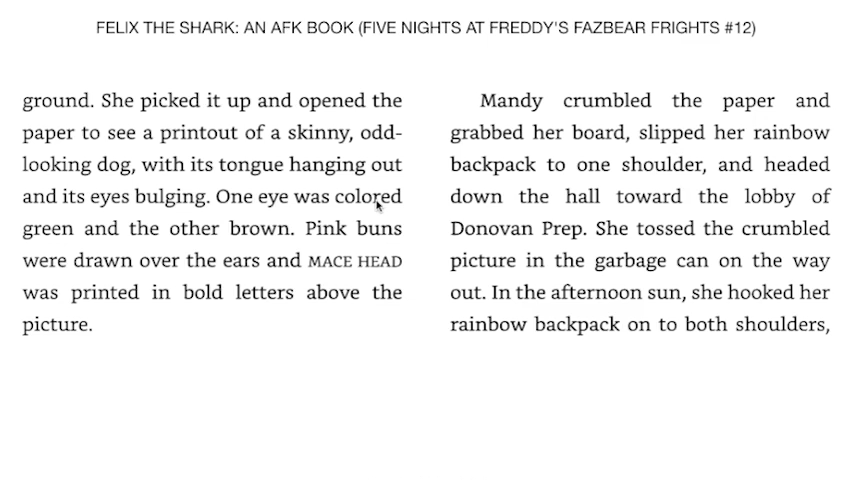 FELIX THE SHARK: AN AFK BOOK (FIVE NIGHTS AT FREDDY'S FAZBEAR FRIGHTS #12)
ground. She picked it up and opened the
paper to see a printout of a skinny, odd-
looking dog, with its tongue hanging out
and its eyes bulging. One eye was colored
green and the other brown. Pink buns
were drawn over the ears and MACE HEAD
was printed in bold letters above the
picture.
Mandy crumbled the paper and
grabbed her board, slipped her rainbow
backpack to one shoulder, and headed
down the hall toward the lobby of
Donovan Prep. She tossed the crumbled
picture in the garbage can on the way
out. In the afternoon sun, she hooked her
rainbow backpack on to both shoulders,